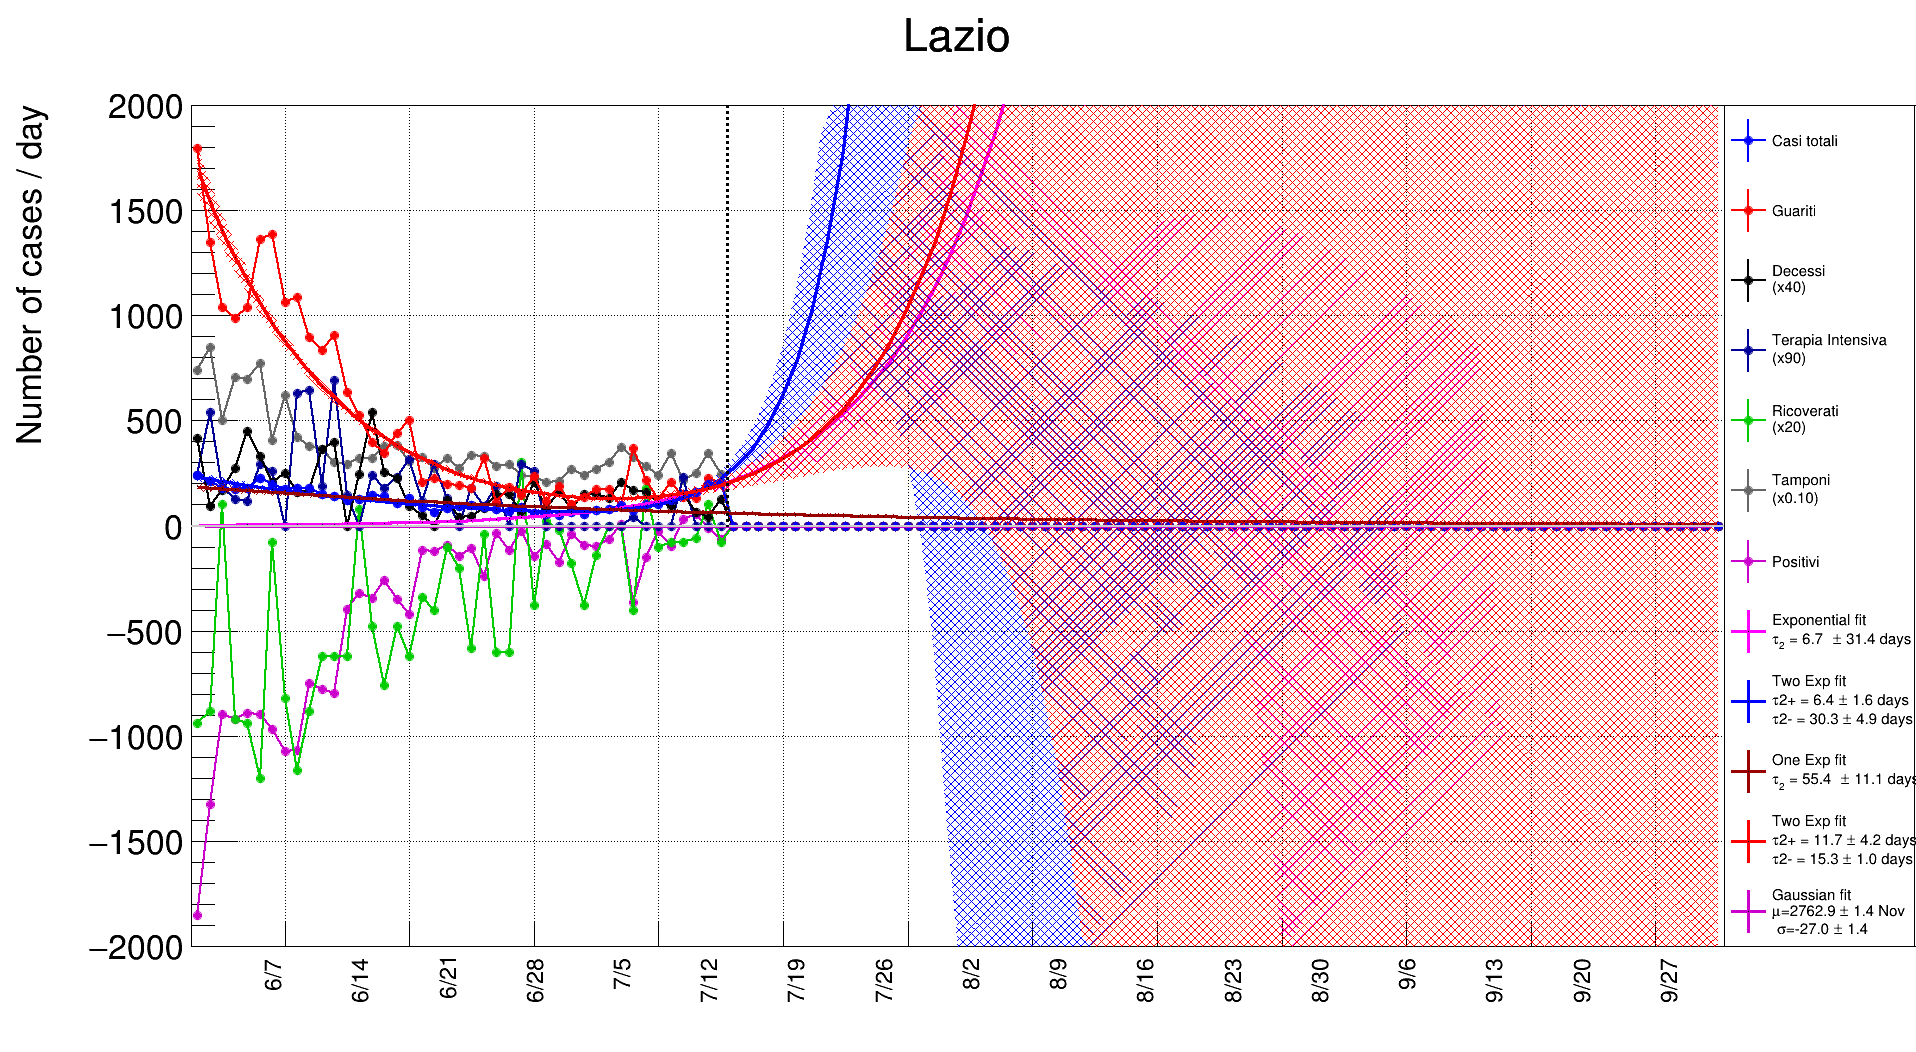 Lazio
Number of cases / day
2000
1500
1000
500
0
−500
−1000
−1500
−2000
6/7
6/14
6/21
6/28
7/5
7/12
7/19
7/26
8/2
8/9
8/16
8/23
8/30
9/6
9/13
9/20
9/27
Casi totali
Guariti
Decessi
(x40)
Terapia Intensiva
(x90)
Ricoverati
(x20)
Tamponi
(x0.10)
Positivi
Exponential fit
τ2 = 6.7 ± 31.4 days
Two Exp fit
τ2+ = 6.4 ± 1.6 days
τ2- = 30.3 ± 4.9 days
One Exp fit
τ2 = 55.4 ± 11.1 days
Two Exp fit
τ2+ = 11.7 ± 4.2 days
τ2- = 15.3 ± 1.0 days
Gaussian fit
μ=2762.9 ± 1.4 Nov
σ=-27.0 ± 1.4